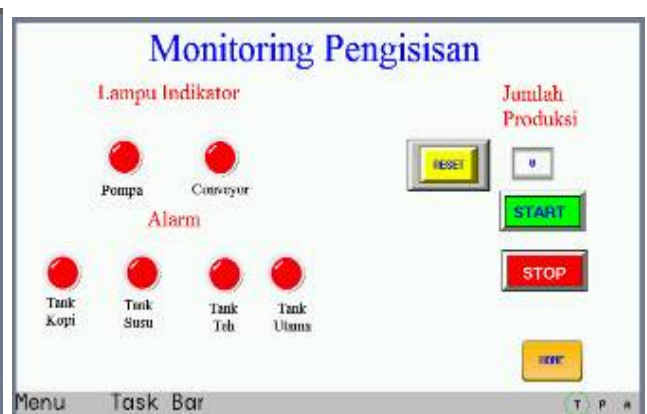 Monitoring Pengisisan
Lampu Indikator
Jumlah
Produksi
RESET
0
Pompa
Conveyor
START
Alarm
STOP
Tank
Kopi
Tank
Susu
Tank
Teh
Tank
Utama
HOME
Menu Task Bar
T P A